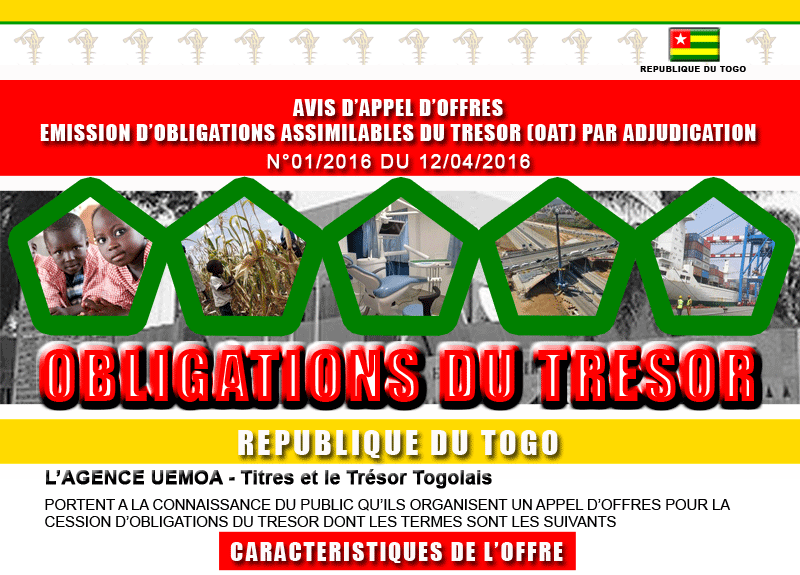 REPUBLIQUE DU TOGO
AVIS D'APPEL D'OFFRES
EMISSION D'OBLIGATIONS ASSIMILABLES DU TRESOR (OAT) PAR ADJUDICATION
N°01/2016 DU 12/04/2016
OBLIGATIONS DU TRESOR
REPUBLIQUE DU TOGO
L'AGENCE UEMOA - Titres et le Trésor Togolais
PORTENT A LA CONNAISSANCE DU PUBLIC QU'ILS ORGANISENT UN APPEL D'OFFRES POUR LA
CESSION D'OBLIGATIONS DU TRESOR DONT LES TERMES SONT LES SUIVANTS
CARACTERISTIQUES DE L'OFFRE